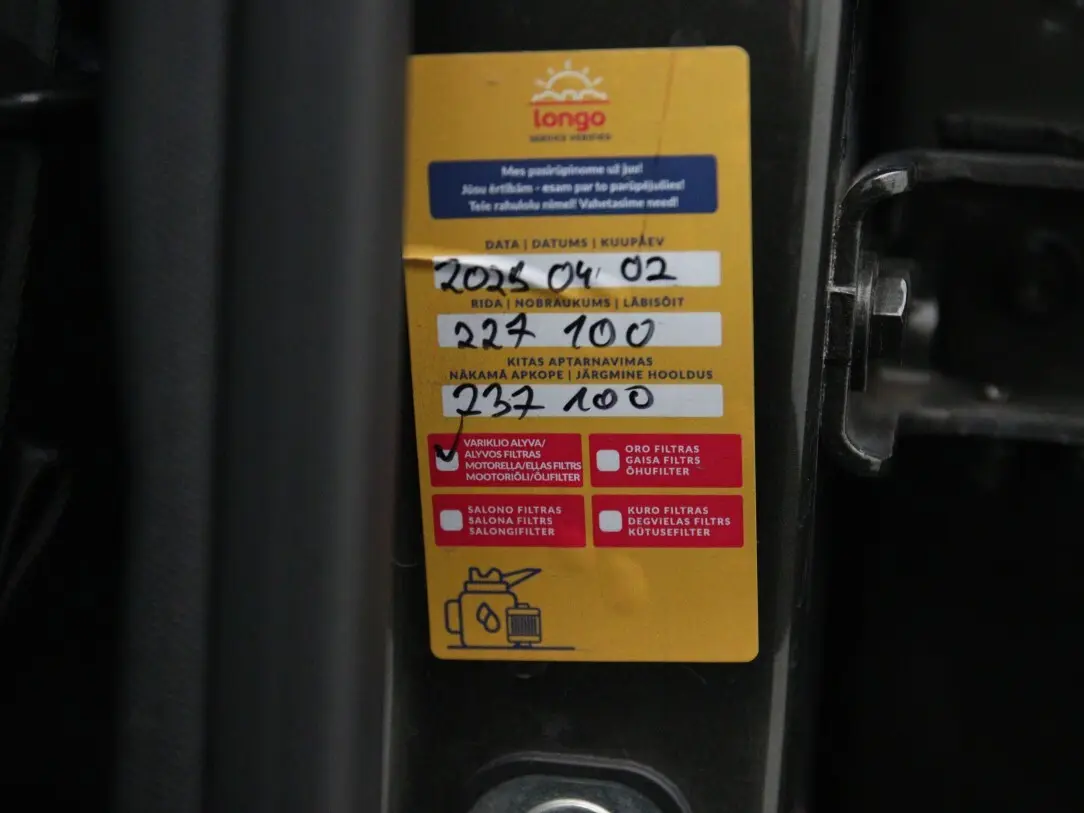 longo
SERVICE VERIFIED
Mes pasirūpinome už jus!
Jūsu ērtībām - esam par to parūpējušies!
Teie rahulolu nimel! Vahetasime need!
DATA | DATUMS | KUUPÄEV
2025 04 02
RIDA | NOBRAUKUMS | LÄBISÕIT
227 100
KITAS APTARNAVIMAS
NĀKAMĀ APKOPE | JÄRGMINE HOOLDUS
237 100
VARIKLIO ALYVA/
ALYVOS FILTRAS
MOTORELLA/ELLAS FILTRS
MOOTORIÕLI/ÕLIFILTER
ORO FILTRAS
GAISA FILTRS
ÕHUFILTER
SALONO FILTRAS
SALONA FILTRS
SALONGIFILTER
KURO FILTRAS
DEGVIELAS FILTRS
KÜTUSEFILTER